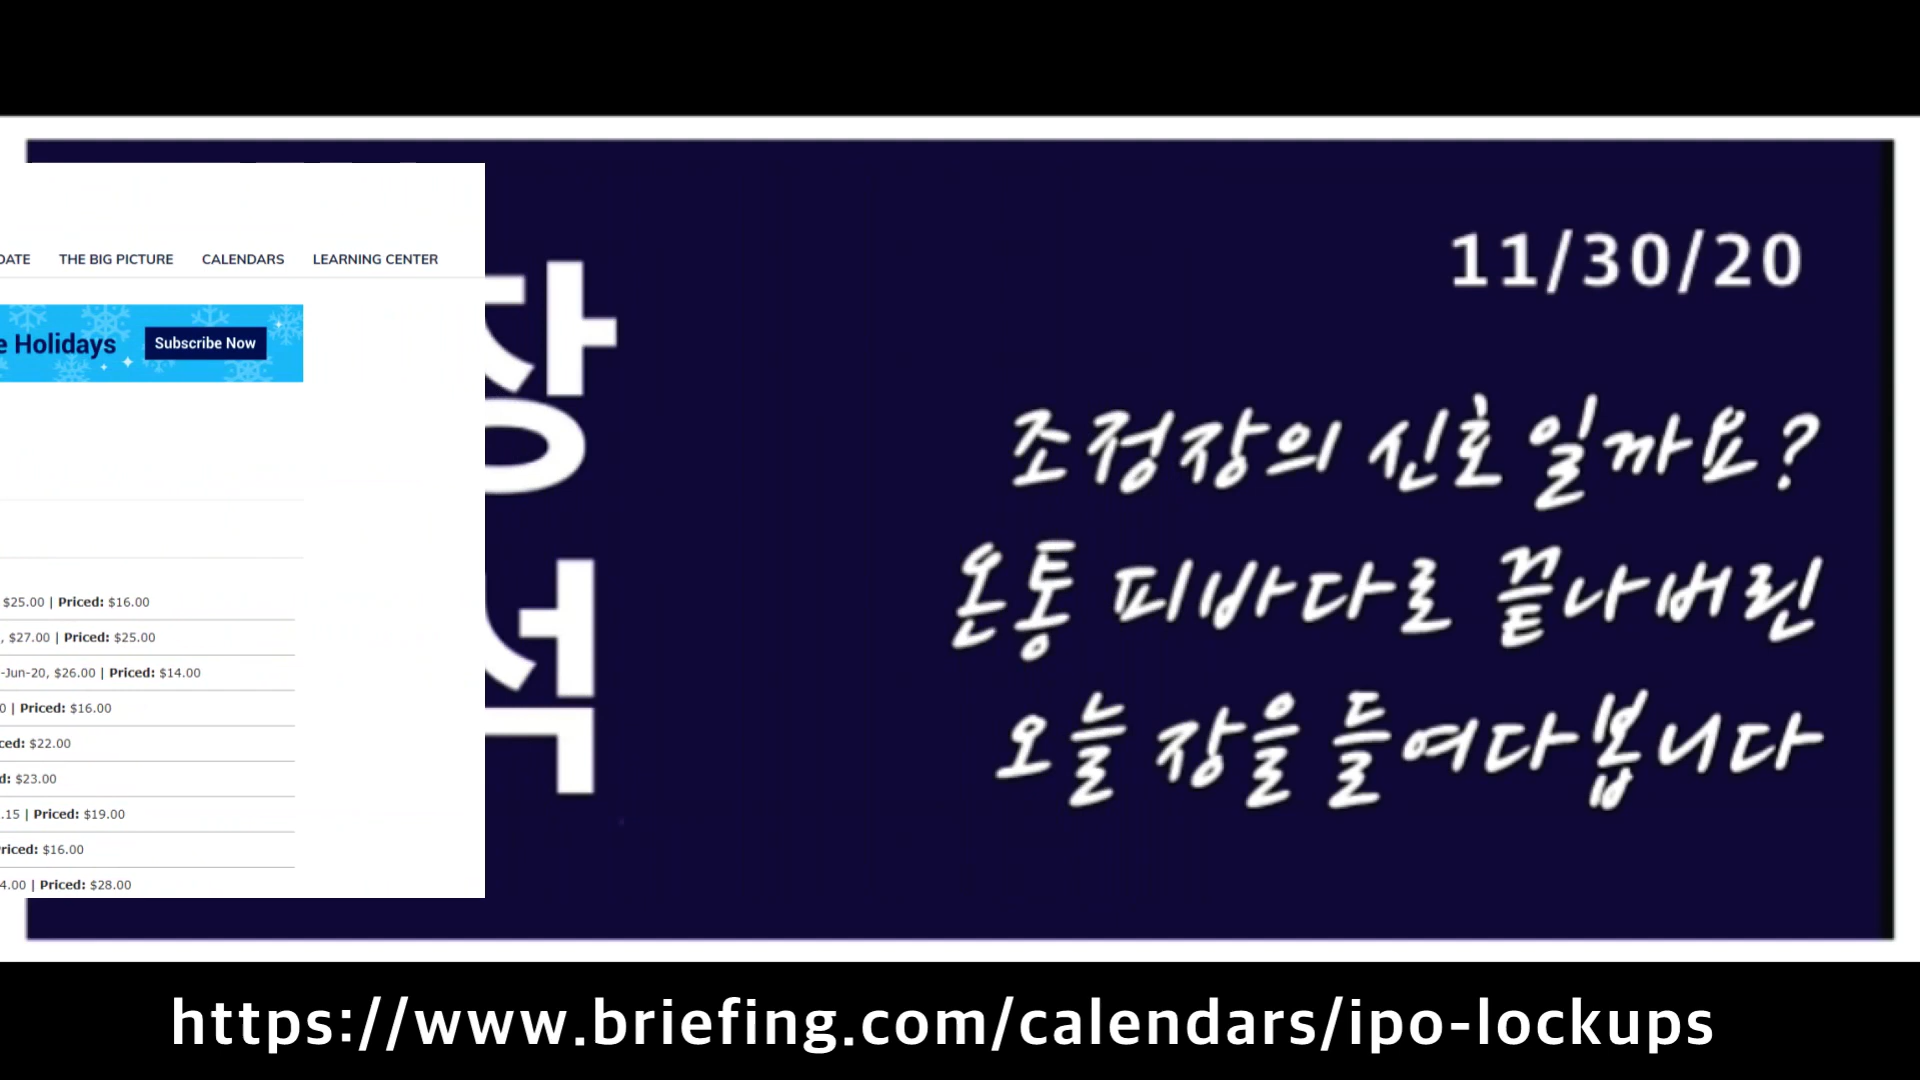 11/30/20
DATE THE BIG PICTURE CALENDARS LEARNING CENTER
e Holidays Subscribe Now
조정장의 신호일까요?
온통 피바다로 끝나버린
오늘 장을 들여다봅니다
$25.00 | Priced: $16.00
, $27.00 | Priced: $25.00
-Jun-20, $26.00 | Priced: $14.00
0 | Priced: $16.00
ced: $22.00
d: $23.00
.15 | Priced: $19.00
riced: $16.00
4.00 | Priced: $28.00
https://www.briefing.com/calendars/ipo-lockups